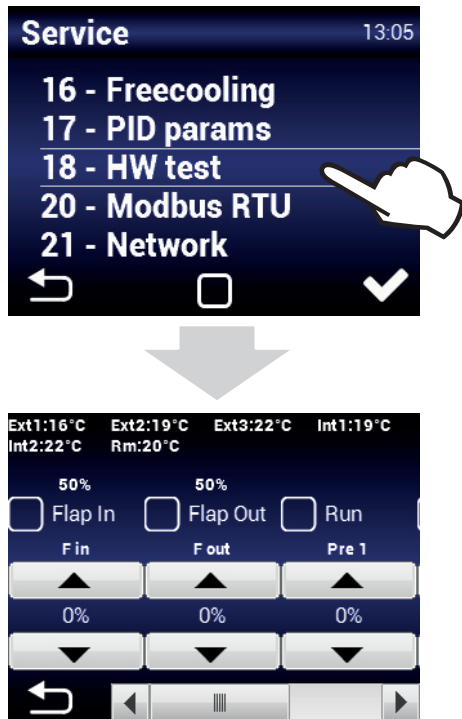 Service 13:05
16 - Freecooling
17 - PID params
18 - HW test
20 - Modbus RTU
21 - Network
Ext1:16°C Ext2:19°C Ext3:22°C Int1:19°C
Int2:22°C Rm:20°C
50% 50%
Flap In Flap Out Run
F in F out Pre 1
0% 0% 0%